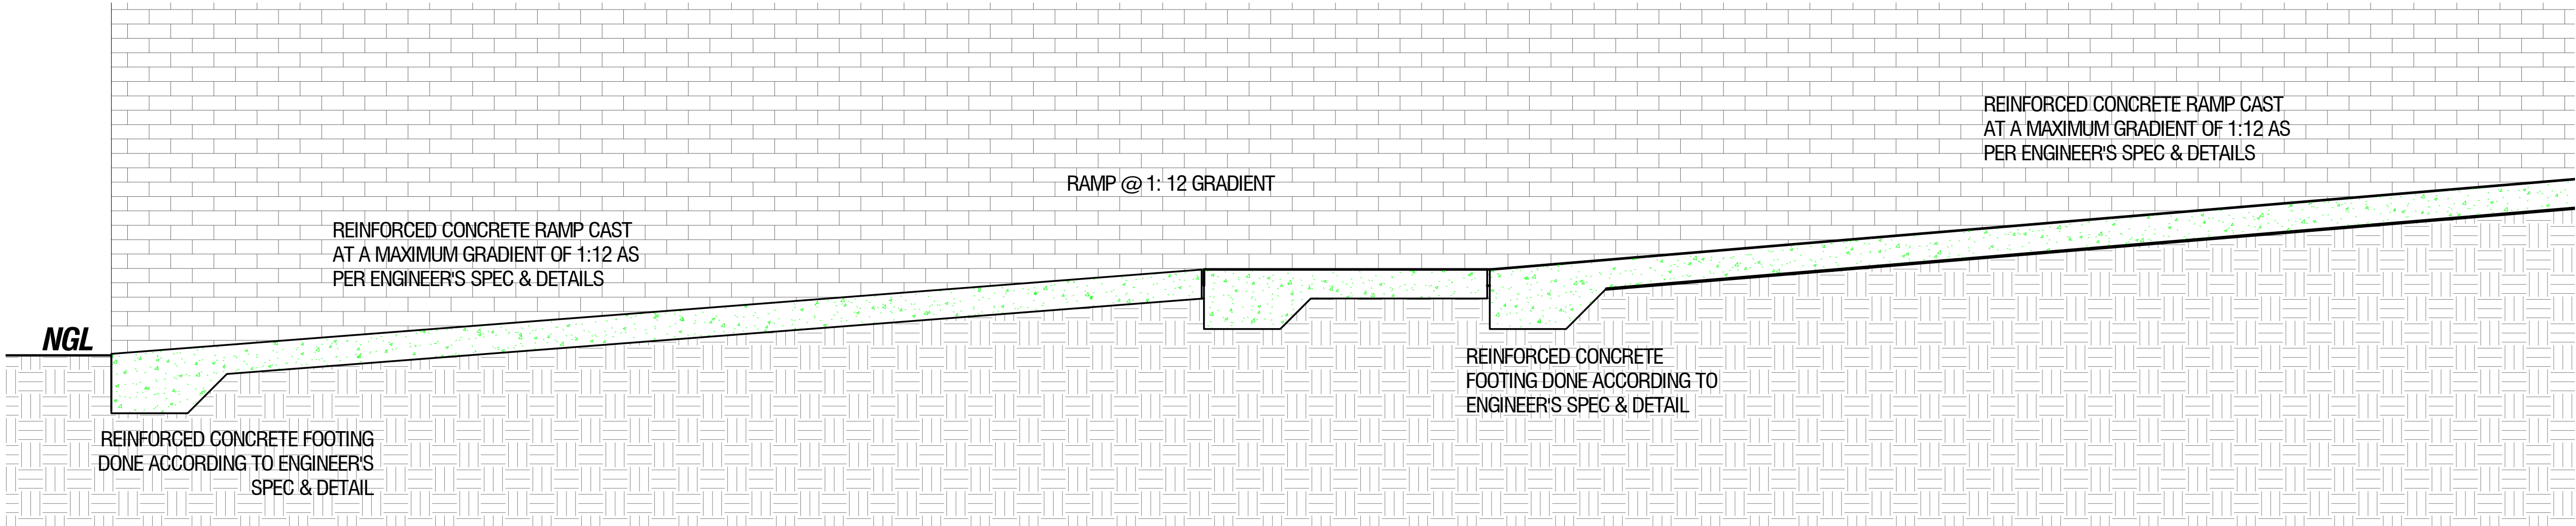 REINFORCED CONCRETE RAMP CAST
AT A MAXIMUM GRADIENT OF 1:12 AS
PER ENGINEER'S SPEC & DETAILS
RAMP @ 1: 12 GRADIENT
REINFORCED CONCRETE RAMP CAST
AT A MAXIMUM GRADIENT OF 1:12 AS
PER ENGINEER'S SPEC & DETAILS
NGL
REINFORCED CONCRETE FOOTING
DONE ACCORDING TO ENGINEER'S
SPEC & DETAIL
REINFORCED CONCRETE
FOOTING DONE ACCORDING TO
ENGINEER'S SPEC & DETAIL